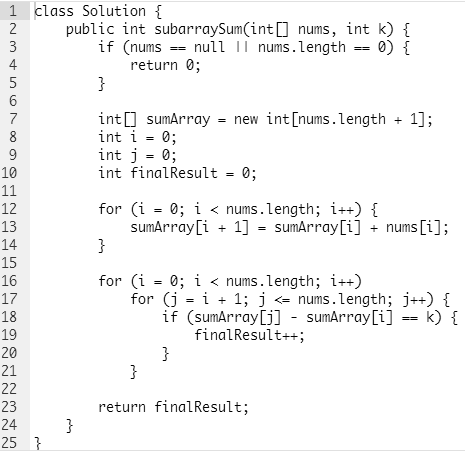 1 class Solution {
2     public int subarraySum(int[] nums, int k) {
3         if (nums == null || nums.length == 0) {
4             return 0;
5         }
6
7         int[] sumArray = new int[nums.length + 1];
8         int i = 0;
9         int j = 0;
10         int finalResult = 0;
11
12         for (i = 0; i < nums.length; i++) {
13             sumArray[i + 1] = sumArray[i] + nums[i];
14         }
15
16         for (i = 0; i < nums.length; i++)
17             for (j = i + 1; j <= nums.length; j++) {
18                 if (sumArray[j] - sumArray[i] == k) {
19                     finalResult++;
20                 }
21             }
22
23         return finalResult;
24     }
25 }